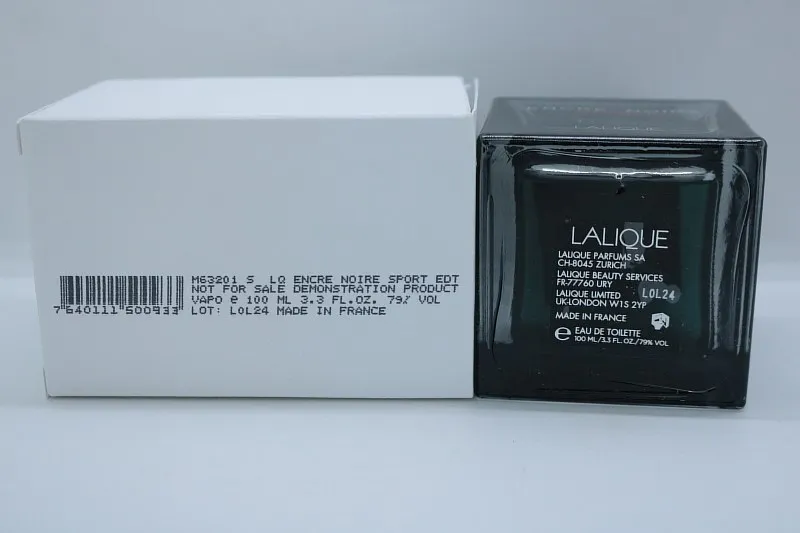 M63201 S LQ ENCRE NOIRE SPORT EDT
NOT FOR SALE DEMONSTRATION PRODUCT
VAPO e 100 ML 3.3 FL.OZ. 79% VOL
LOT: L0L24 MADE IN FRANCE
7 640111 500933
LALIQUE
LALIQUE
LALIQUE PARFUMS SA
CH-8045 ZURICH
LALIQUE BEAUTY SERVICES
FR-77760 URY
LALIQUE LIMITED
UK-LONDON W1S 2YP
L0L24
MADE IN FRANCE
e EAU DE TOILETTE
100 ML/3.3 FL.OZ./79% VOL